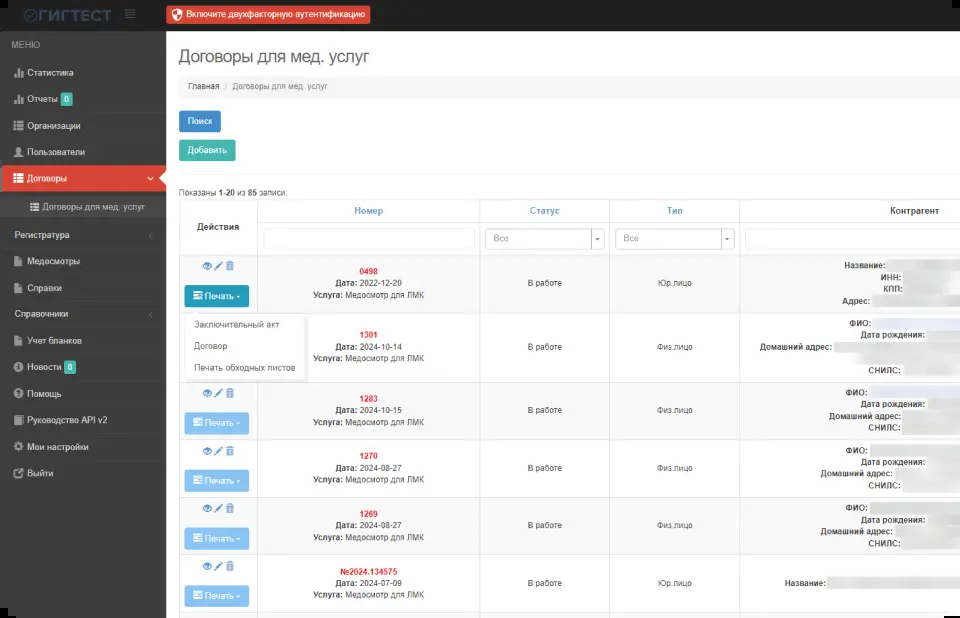 ГИГТЕСТ
Включите двухфакторную аутентификацию
МЕНЮ
Статистика
Отчеты 0
Организации
Пользователи
Договоры
Договоры для мед. услуг
Регистратура
Медосмотры
Справки
Справочники
Учет бланков
Новости 0
Помощь
Руководство API v2
Мои настройки
Выйти
Договоры для мед. услуг
Главная / Договоры для мед. услуг
Поиск
Добавить
Показаны 1-20 из 85 записи.
Действия Номер Статус Тип Контрагент
Все Все
Печать
0498
Дата: 2022-12-20
Услуга: Медосмотр для ЛМК
В работе
Юр.лицо
Название:
ИНН:
КПП:
Адрес:
Заключительный акт
Договор
Печать обходных листов
1301
Дата: 2024-10-14
Услуга: Медосмотр для ЛМК
В работе
Физ.лицо
ФИО:
Дата рождения:
Домашний адрес:
СНИЛС:
Печать
1283
Дата: 2024-10-15
Услуга: Медосмотр для ЛМК
В работе
Физ.лицо
ФИО:
Дата рождения:
Домашний адрес:
СНИЛС:
Печать
1270
Дата: 2024-08-27
Услуга: Медосмотр для ЛМК
В работе
Физ.лицо
ФИО:
Дата рождения:
Домашний адрес:
СНИЛС:
Печать
1269
Дата: 2024-08-27
Услуга: Медосмотр для ЛМК
В работе
Физ.лицо
ФИО:
Дата рождения:
Домашний адрес:
СНИЛС:
Печать
№2024.134575
Дата: 2024-07-09
Услуга: Медосмотр для ЛМК
В работе
Юр.лицо
Название: